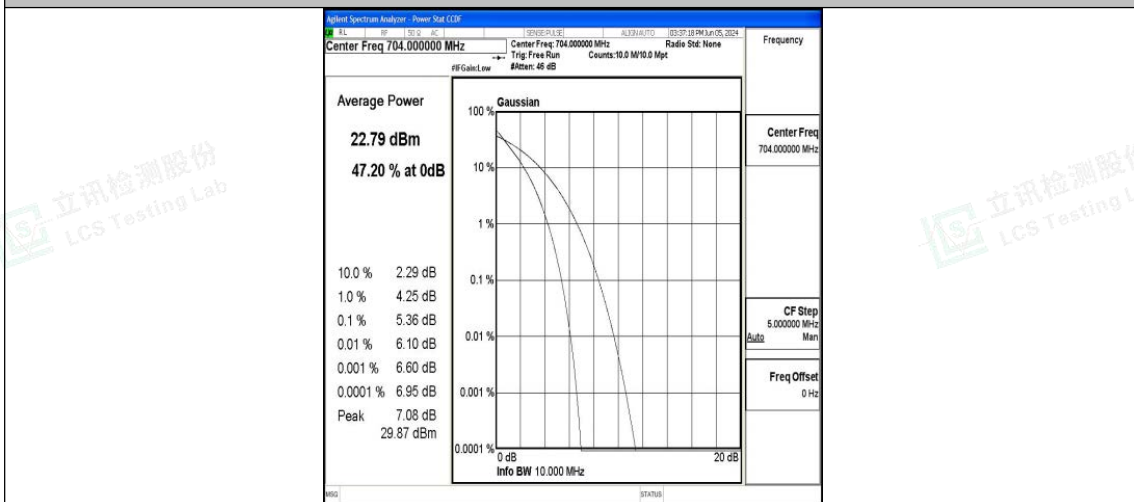 Agilent Spectrum Analyzer - Power Stat CCDF
RL RF 50 Ω AC SENSE:PULSE ALIGN AUTO 03:37:18 PM Jun 05, 2024
Center Freq 704.000000 MHz
Center Freq: 704.000000 MHz Radio Std: None
Trig: Free Run Counts:10.0 M/10.0 Mpt
#IFGain:Low #Atten: 46 dB
Frequency
Average Power
22.79 dBm
47.20 % at 0dB
10.0 % 2.29 dB
1.0 % 4.25 dB
0.1 % 5.36 dB
0.01 % 6.10 dB
0.001 % 6.60 dB
0.0001 % 6.95 dB
Peak 7.08 dB
29.87 dBm
Gaussian
100 %
10 %
1 %
0.1 %
0.01 %
0.001 %
0.0001 %
0 dB 20 dB
Info BW 10.000 MHz
Center Freq
704.000000 MHz
CF Step
5.000000 MHz
Auto Man
Freq Offset
0 Hz
MSG STATUS
立讯检测股份
LCS Testing Lab
立讯检测股份
LCS Testing L